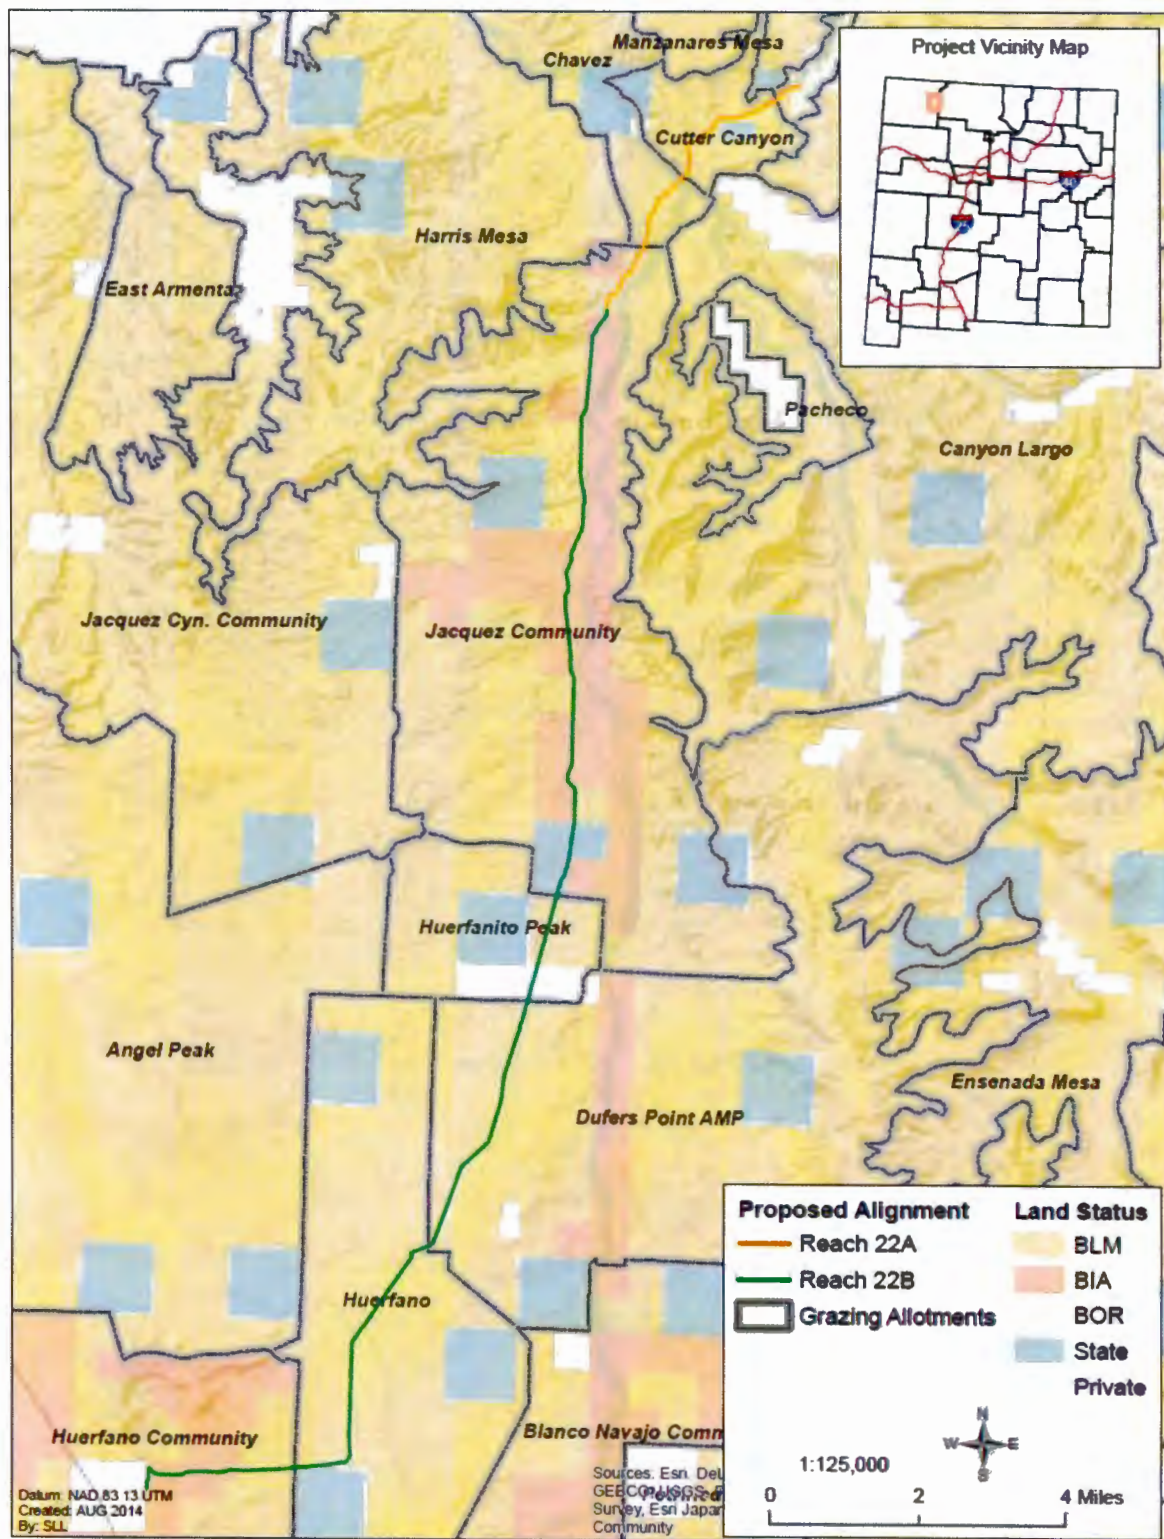 Manzanares Mesa
Chavez
Project Vicinity Map
Cutter Canyon
40
25
Harris Mesa
East Armenta
Pacheco
Canyon Largo
Jacquez Cyn. Community
Jacquez Community
Huerfanito Peak
Angel Peak
Ensenada Mesa
Dufers Point AMP
Huerfano
Huerfano Community
Blanco Navajo Comm
Proposed Alignment
Reach 22A
Reach 22B
Grazing Allotments
Land Status
BLM
BIA
BOR
State
Private
N
W E
S
1:125,000
0 2 4 Miles
Sources: Esri, DeL
USGS,
Survey, Esri Japan
Community
Datum: NAD 83 13 UTM
Created: AUG 2014
By: SLL